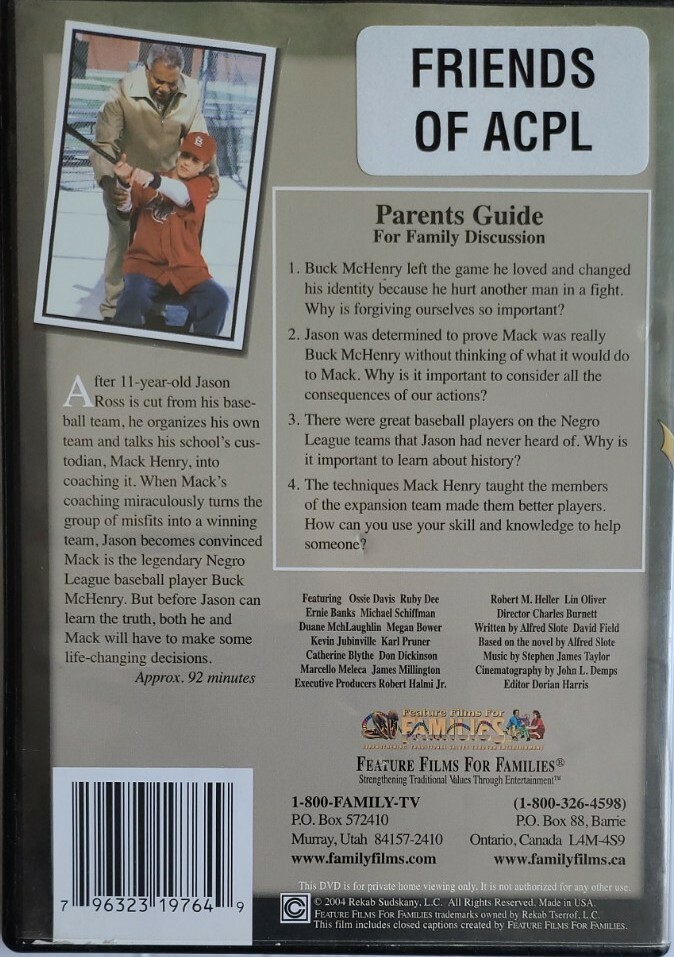 FRIENDS
OF ACPL
Parents Guide
For Family Discussion
1. Buck McHenry left the game he loved and changed
his identity because he hurt another man in a fight.
Why is forgiving ourselves so important?
2. Jason was determined to prove Mack was really
Buck McHenry without thinking of what it would do
to Mack. Why is it important to consider all the
consequences of our actions?
3. There were great baseball players on the Negro
League teams that Jason had never heard of. Why is
it important to learn about history?
4. The techniques Mack Henry taught the members
of the expansion team made them better players.
How can you use your skill and knowledge to help
someone?
After 11-year-old Jason
Ross is cut from his base-
ball team, he organizes his own
team and talks his school's cus-
todian, Mack Henry, into
coaching it. When Mack's
coaching miraculously turns the
group of misfits into a winning
team, Jason becomes convinced
Mack is the legendary Negro
League baseball player Buck
McHenry. But before Jason can
learn the truth, both he and
Mack will have to make some
life-changing decisions.
Approx. 92 minutes
Featuring Ossie Davis Ruby Dee
Ernie Banks Michael Schiffman
Duane McLaughlin Megan Bower
Kevin Jubinville Karl Pruner
Catherine Blythe Don Dickinson
Marcello Meleca James Millington
Executive Producers Robert Halmi Jr.
Robert M. Heller Lin Oliver
Director Charles Burnett
Written by Alfred Slote David Field
Based on the novel by Alfred Slote
Music by Stephen James Taylor
Cinematography by John L. Demps
Editor Dorian Harris
Feature Films For
FAMILIES
STRENGTHENING TRADITIONAL VALUES THROUGH ENTERTAINMENT
FEATURE FILMS FOR FAMILIES®
Strengthening Traditional Values Through Entertainment™
1-800-FAMILY-TV
P.O. Box 572410
Murray, Utah 84157-2410
www.familyfilms.com
(1-800-326-4598)
P.O. Box 88, Barrie
Ontario, Canada L4M-4S9
www.familyfilms.ca
This DVD is for private home viewing only. It is not authorized for any other use.
© 2004 Rekab Sudskany, L.C. All Rights Reserved. Made in USA.
FEATURE FILMS FOR FAMILIES trademarks owned by Rekab Tserrof, L.C.
This film includes closed captions created by FEATURE FILMS FOR FAMILIES.
C
7 96323 19764 9